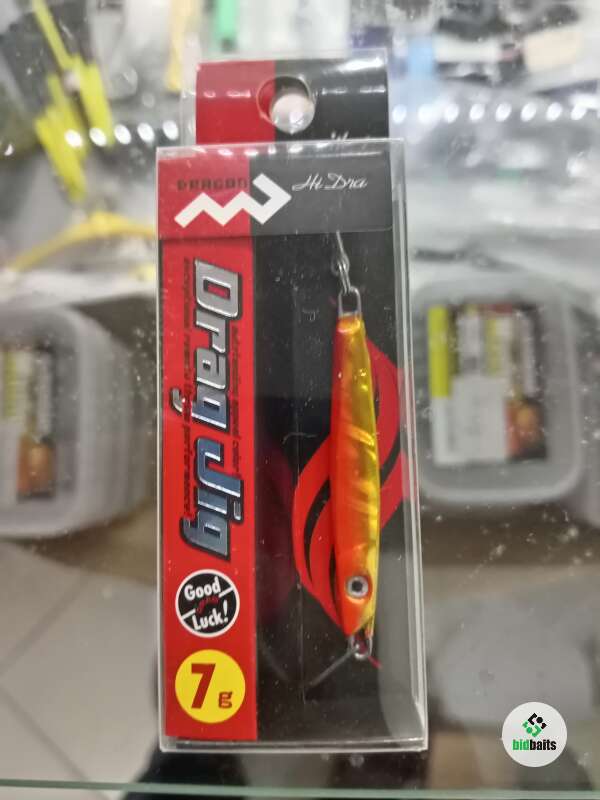 DRAGON
Hi Dra
Drag Jig
Good
Luck!
7g
bidbaits